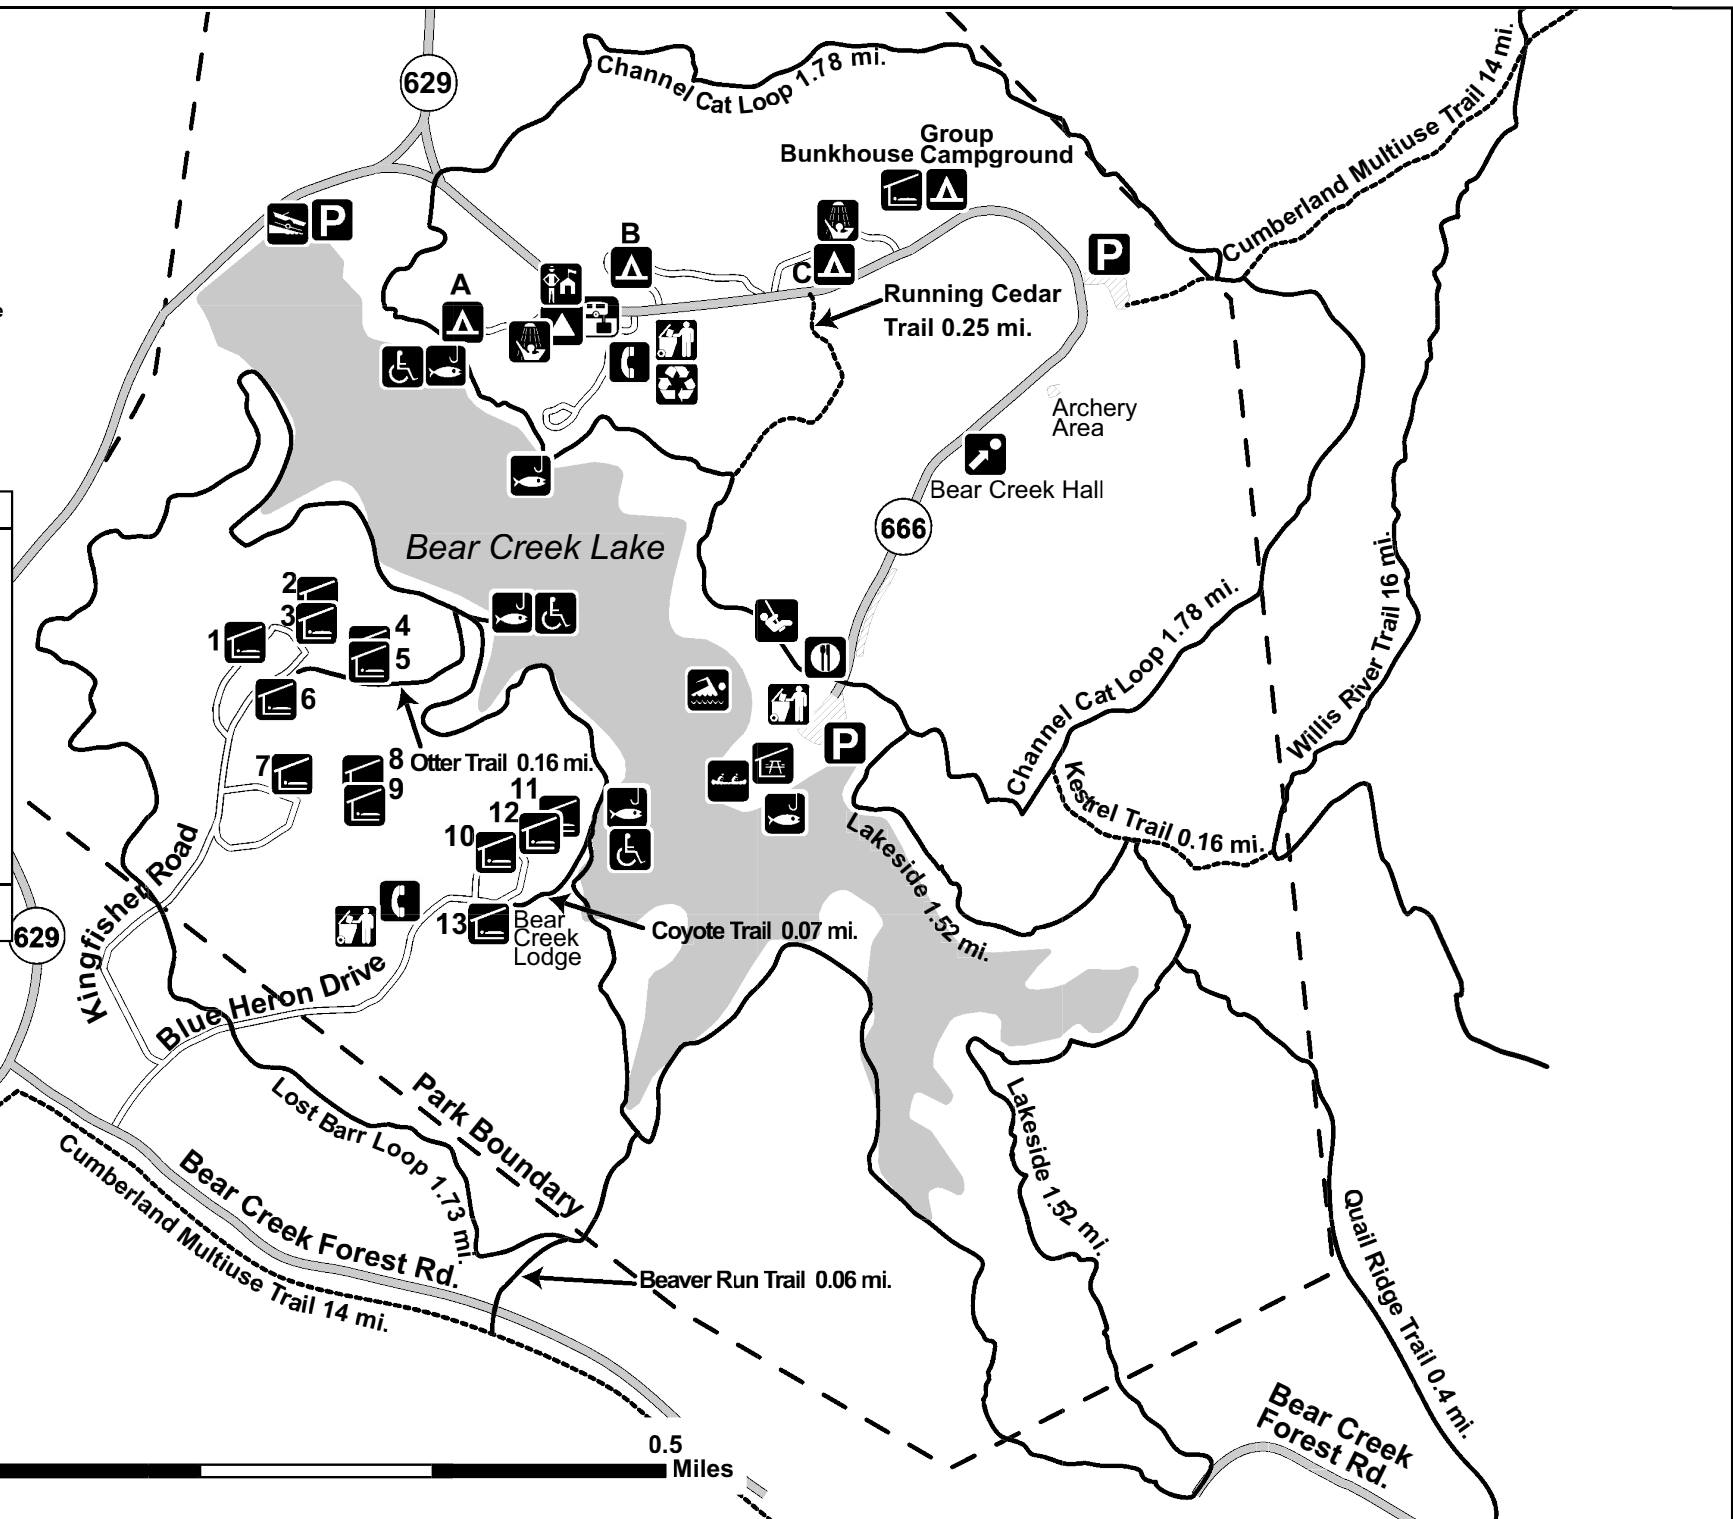 629
Channel Cat Loop 1.78 mi.
Cumberland Multiuse Trail 14 mi.
Group
Bunkhouse Campground
P
B
P
A
C
Running Cedar
Trail 0.25 mi.
Archery
Area
Bear Creek Hall
666
Bear Creek Lake
Willis River Trail 16 mi.
2
3
1
4
5
6
Channel Cat Loop 1.78 mi.
P
Otter Trail 0.16 mi.
7
8
9
11
12
10
Kestrel Trail 0.16 mi.
Lakeside 1.52 mi.
Kingfisher Road
629
13
Bear
Creek
Lodge
Coyote Trail 0.07 mi.
Blue Heron Drive
Lost Barr Loop 1.73 mi.
Park Boundary
Lakeside 1.52 mi.
Bear Creek Forest Rd.
Cumberland Multiuse Trail 14 mi.
Beaver Run Trail 0.06 mi.
Quail Ridge Trail 0.4 mi.
Bear Creek
Forest Rd.
0.5
Miles